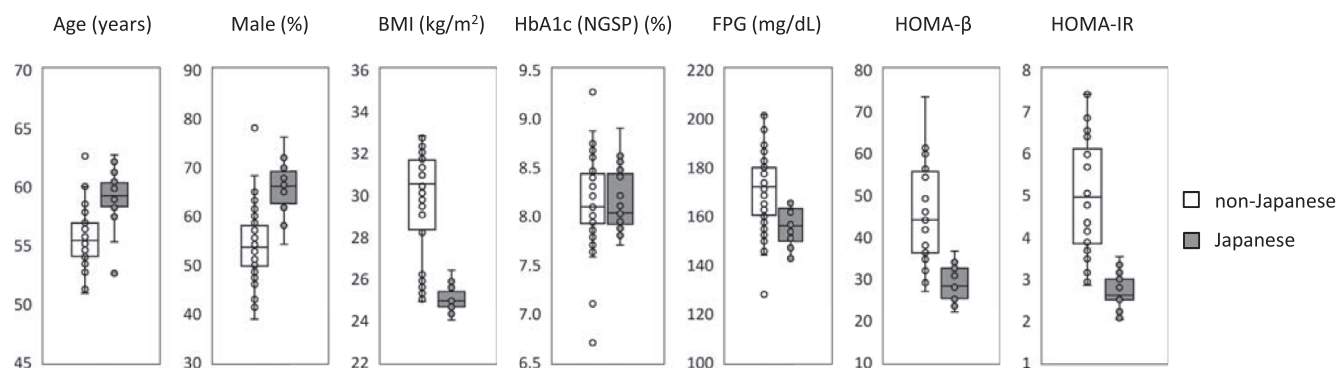 Age (years) Male (%) BMI (kg/m²) HbA1c (NGSP) (%) FPG (mg/dL) HOMA-β HOMA-IR
70 90 36 9.5 220 80 8
65 80 34 9.0 200 70 7
60 70 32 8.5 180 60 6
55 60 30 8.0 160 50 5
50 50 28 7.5 140 40 4
45 40 26 7.0 120 30 3
30 24 6.5 100 20 2
22 10 1
non-Japanese
Japanese